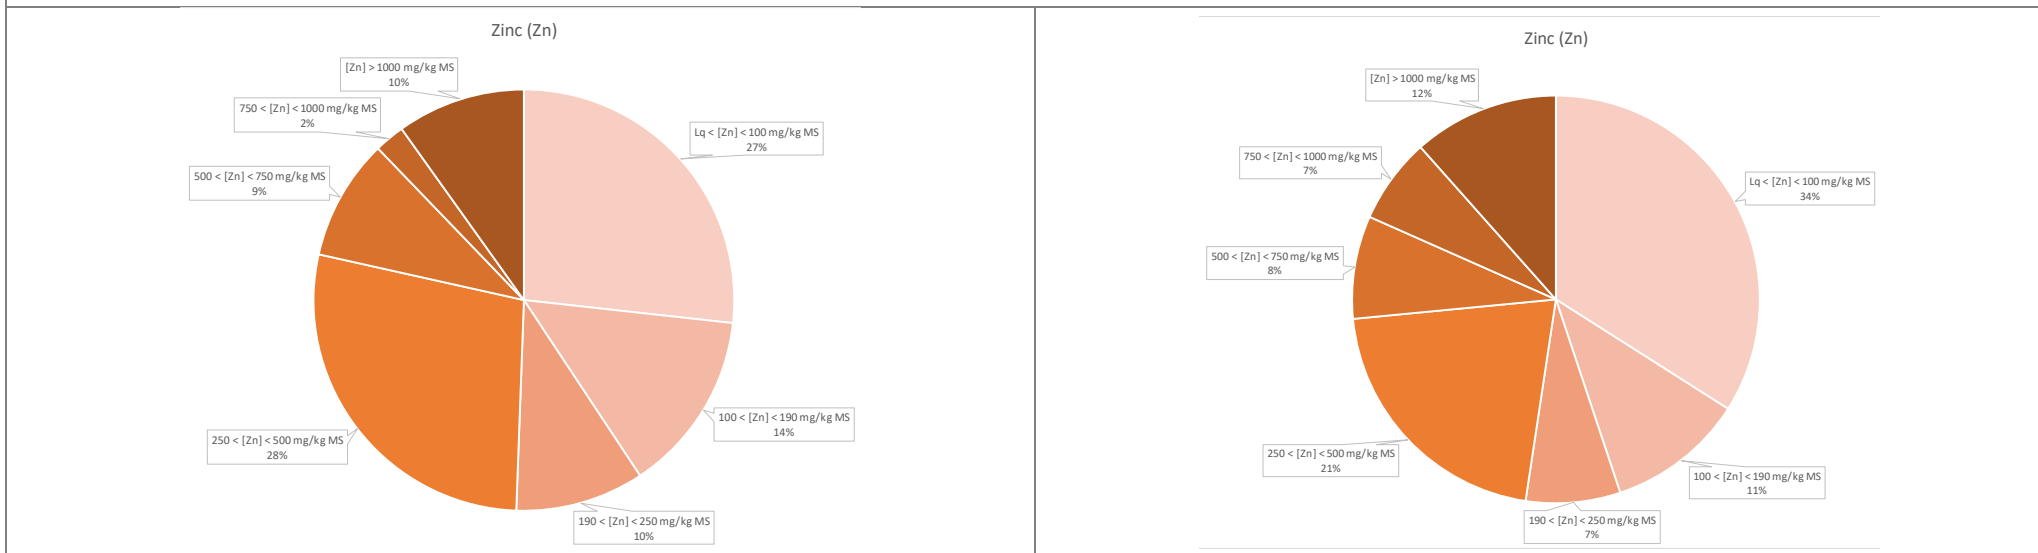 Zinc (Zn)
[Zn] > 1000 mg/kg MS
10%
750 < [Zn] < 1000 mg/kg MS
2%
Lq < [Zn] < 100 mg/kg MS
27%
500 < [Zn] < 750 mg/kg MS
9%
100 < [Zn] < 190 mg/kg MS
14%
250 < [Zn] < 500 mg/kg MS
28%
190 < [Zn] < 250 mg/kg MS
10%
Zinc (Zn)
[Zn] > 1000 mg/kg MS
12%
750 < [Zn] < 1000 mg/kg MS
7%
Lq < [Zn] < 100 mg/kg MS
34%
500 < [Zn] < 750 mg/kg MS
8%
250 < [Zn] < 500 mg/kg MS
21%
100 < [Zn] < 190 mg/kg MS
11%
190 < [Zn] < 250 mg/kg MS
7%